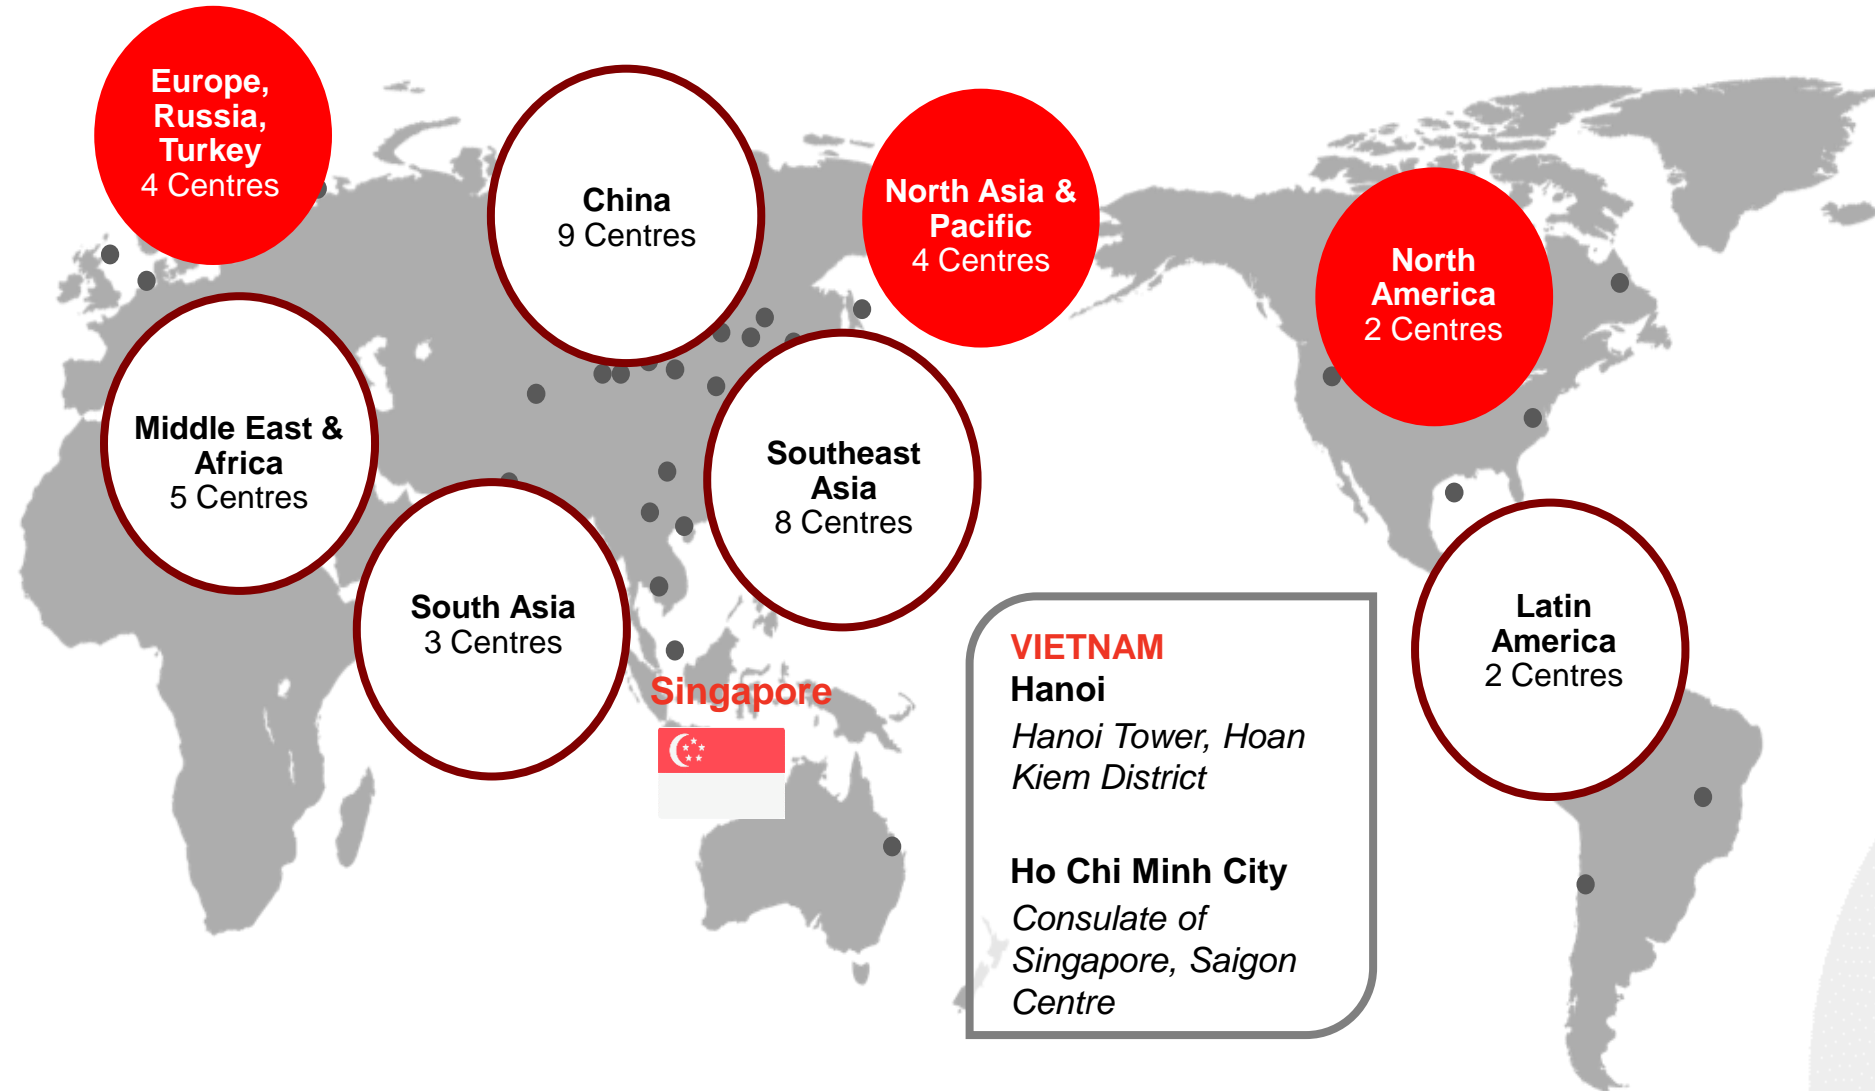 Europe,
Russia,
Turkey
4 Centres
China
9 Centres
North Asia &
Pacific
4 Centres
North
America
2 Centres
Middle East &
Africa
5 Centres
Southeast
Asia
8 Centres
South Asia
3 Centres
Latin
America
2 Centres
Singapore
VIETNAM
Hanoi
Hanoi Tower, Hoan
Kiem District
Ho Chi Minh City
Consulate of
Singapore, Saigon
Centre